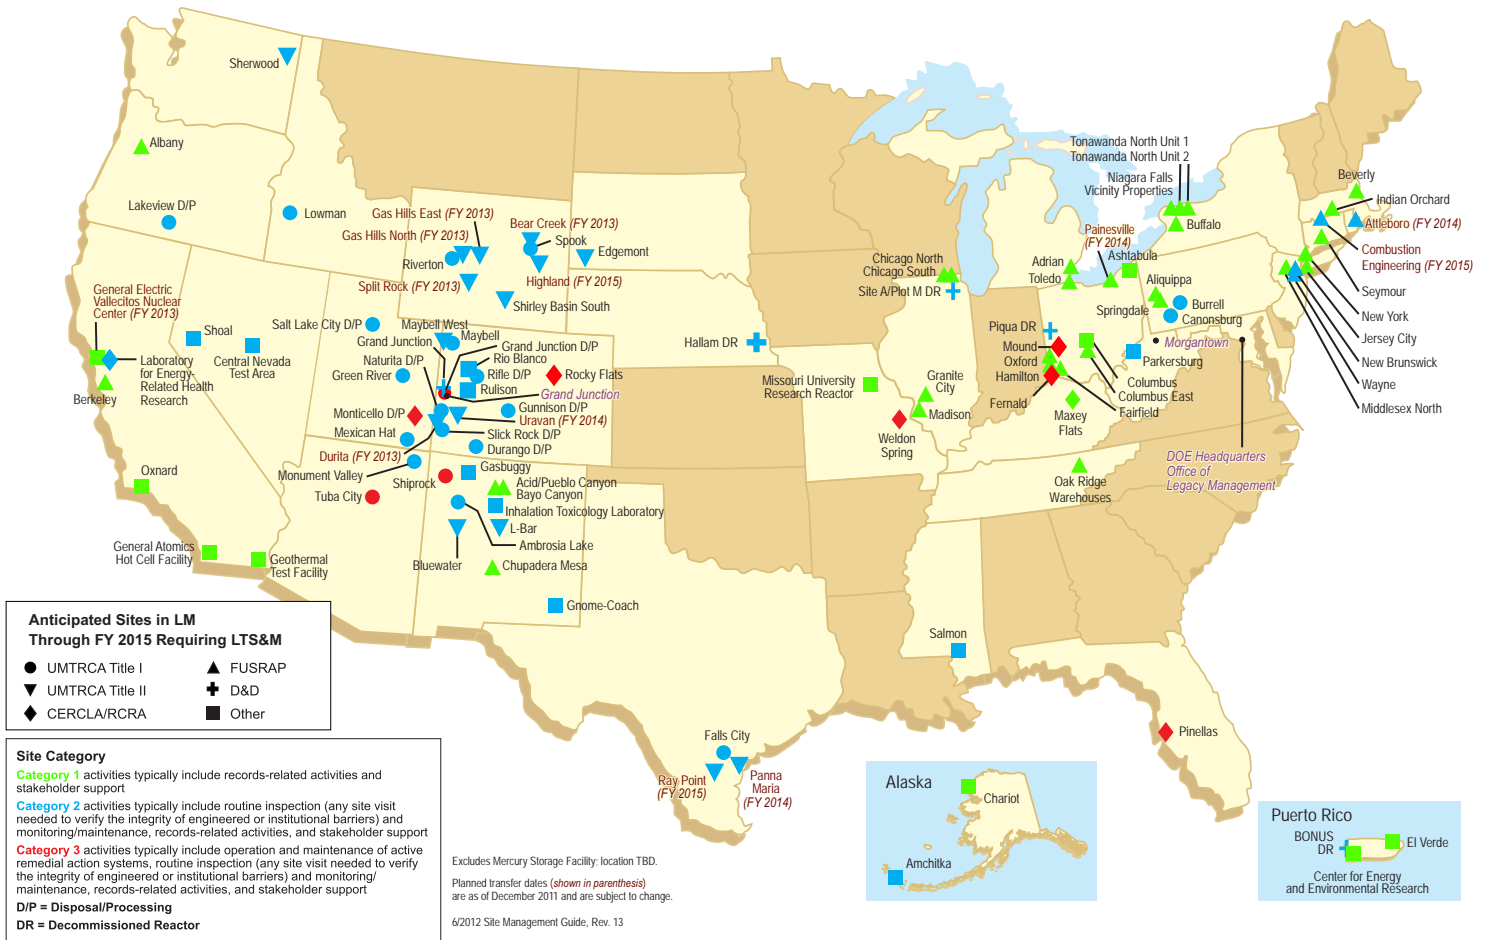 Sherwood
Albany
Lakeview D/P
Lowman
Gas Hills East (FY 2013)
Gas Hills North (FY 2013)
Riverton
Split Rock (FY 2013)
Bear Creek (FY 2013)
Spook
Edgemont
Highland (FY 2015)
Shirley Basin South
General Electric
Vallecitos Nuclear
Center (FY 2013)
Shoal
Central Nevada
Test Area
Laboratory
for Energy-
Related Health
Research
Berkeley
Oxnard
General Atomics
Hot Cell Facility
Geothermal
Test Facility
Salt Lake City D/P
Maybell West
Maybell
Grand Junction
Grand Junction D/P
Naturita D/P
Rio Blanco
Green River
Rifle D/P
Rocky Flats
Rulison
Grand Junction
Monticello D/P
Gunnison D/P
Uravan (FY 2014)
Mexican Hat
Slick Rock D/P
Durango D/P
Durita (FY 2013)
Monument Valley
Gasbuggy
Shiprock
Tuba City
Acid/Pueblo Canyon
Bayo Canyon
Inhalation Toxicology Laboratory
L-Bar
Ambrosia Lake
Bluewater
Chupadera Mesa
Gnome-Coach
Hallam DR
Falls City
Ray Point
(FY 2015)
Panna
Maria
(FY 2014)
Chicago North
Chicago South
Site A/Plot M DR
Missouri University
Research Reactor
Granite
City
Madison
Weldon
Spring
Adrian
Toledo
Painesville
(FY 2014)
Ashtabula
Aliquippa
Springdale
Burrell
Canonsburg
Piqua DR
Mound
Oxford
Hamilton
Fernald
Morgantown
Parkersburg
Columbus
Columbus East
Fairfield
Maxey
Flats
Oak Ridge
Warehouses
DOE Headquarters
Office of
Legacy Management
Tonawanda North Unit 1
Tonawanda North Unit 2
Niagara Falls
Vicinity Properties
Buffalo
Beverly
Indian Orchard
Attleboro (FY 2014)
Combustion
Engineering (FY 2015)
Seymour
New York
Jersey City
New Brunswick
Wayne
Middlesex North
Salmon
Pinellas
Anticipated Sites in LM
Through FY 2015 Requiring LTS&M
UMTRCA Title I
UMTRCA Title II
CERCLA/RCRA
FUSRAP
D&D
Other
Site Category
Category 1 activities typically include records-related activities and
stakeholder support
Category 2 activities typically include routine inspection (any site visit
needed to verify the integrity of engineered or institutional barriers) and
monitoring/maintenance, records-related activities, and stakeholder support
Category 3 activities typically include operation and maintenance of active
remedial action systems, routine inspection (any site visit needed to verify
the integrity of engineered or institutional barriers) and monitoring/
maintenance, records-related activities, and stakeholder support
D/P = Disposal/Processing
DR = Decommissioned Reactor
Excludes Mercury Storage Facility; location TBD.
Planned transfer dates (shown in parenthesis)
are as of December 2011 and are subject to change.
6/2012 Site Management Guide, Rev. 13
Alaska
Chariot
Amchitka
Puerto Rico
BONUS
DR
El Verde
Center for Energy
and Environmental Research